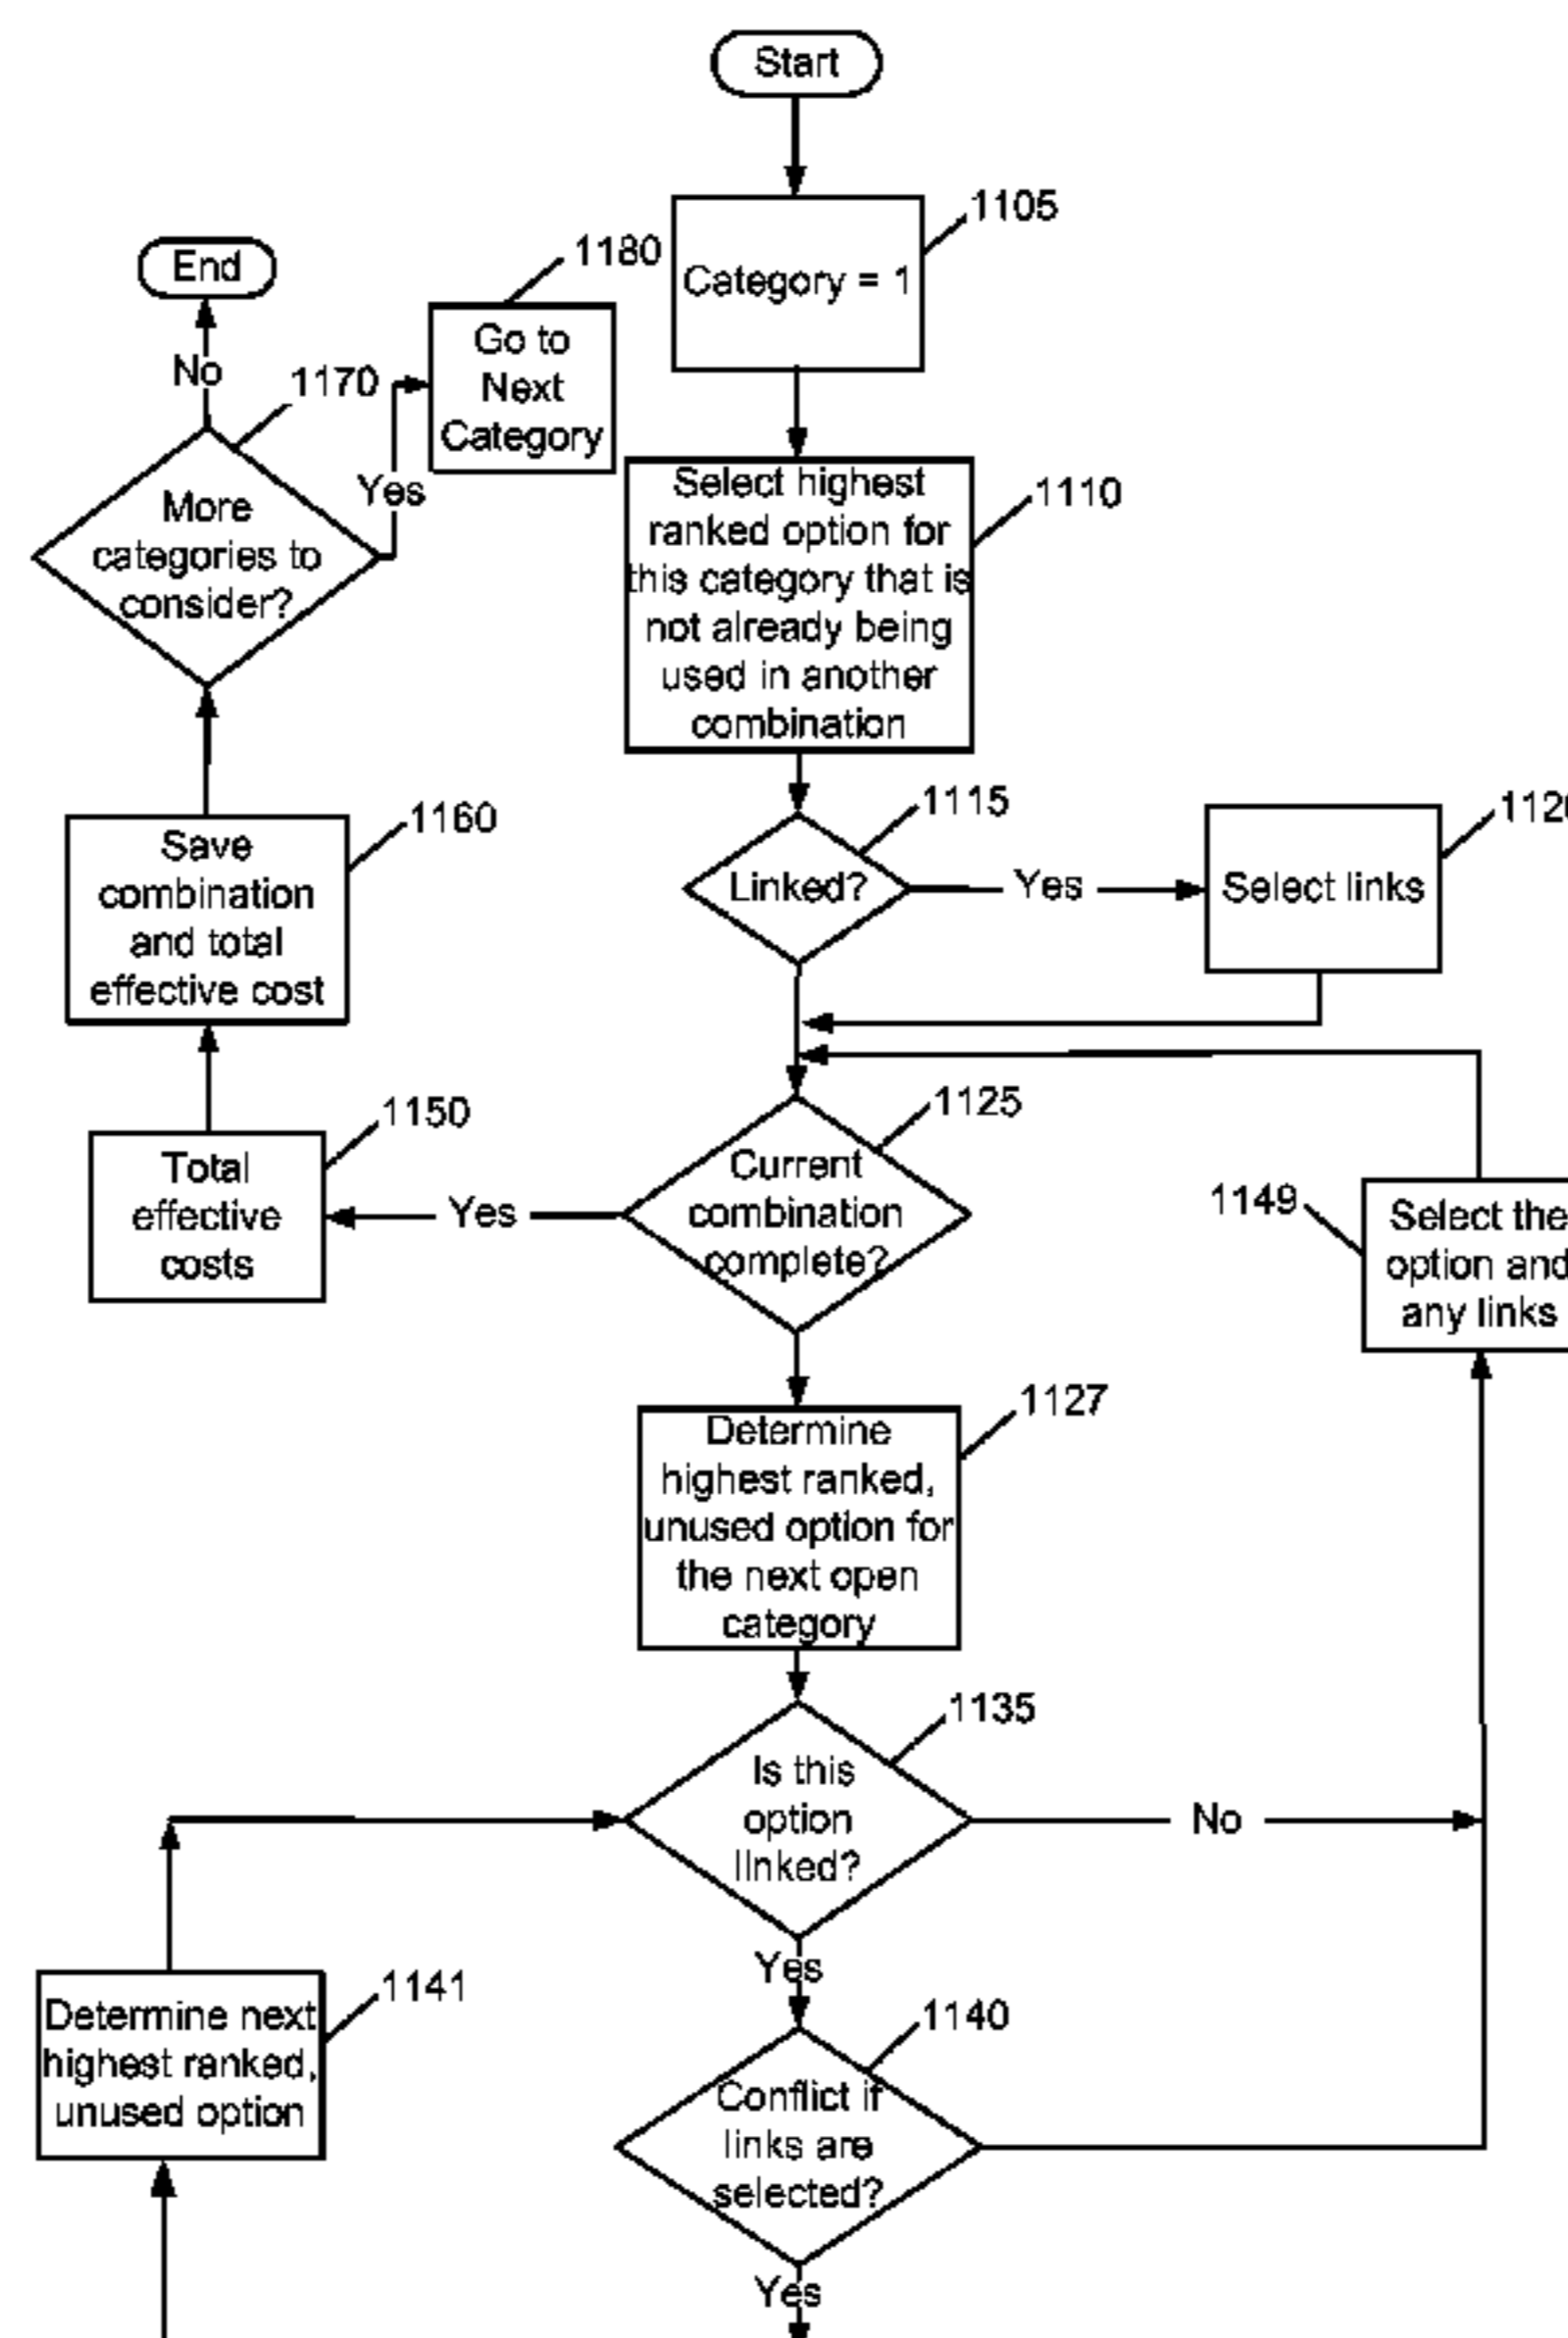 Start
1105
Category = 1
End
1180
Go to
Next
Category
No
1170
Yes
More
categories to
consider?
Select highest
ranked option for
this category that is
not already being
used in another
combination
1110
1115
Linked?
Yes
Select links
1160
Save
combination
and total
effective cost
1125
Current
combination
complete?
Yes
1150
Total
effective
costs
1149
Select the
option and
any links
1127
Determine
highest ranked,
unused option for
the next open
category
1135
Is this
option
linked?
No
Yes
1141
Determine next
highest ranked,
unused option
1140
Conflict if
links are
selected?
Yes